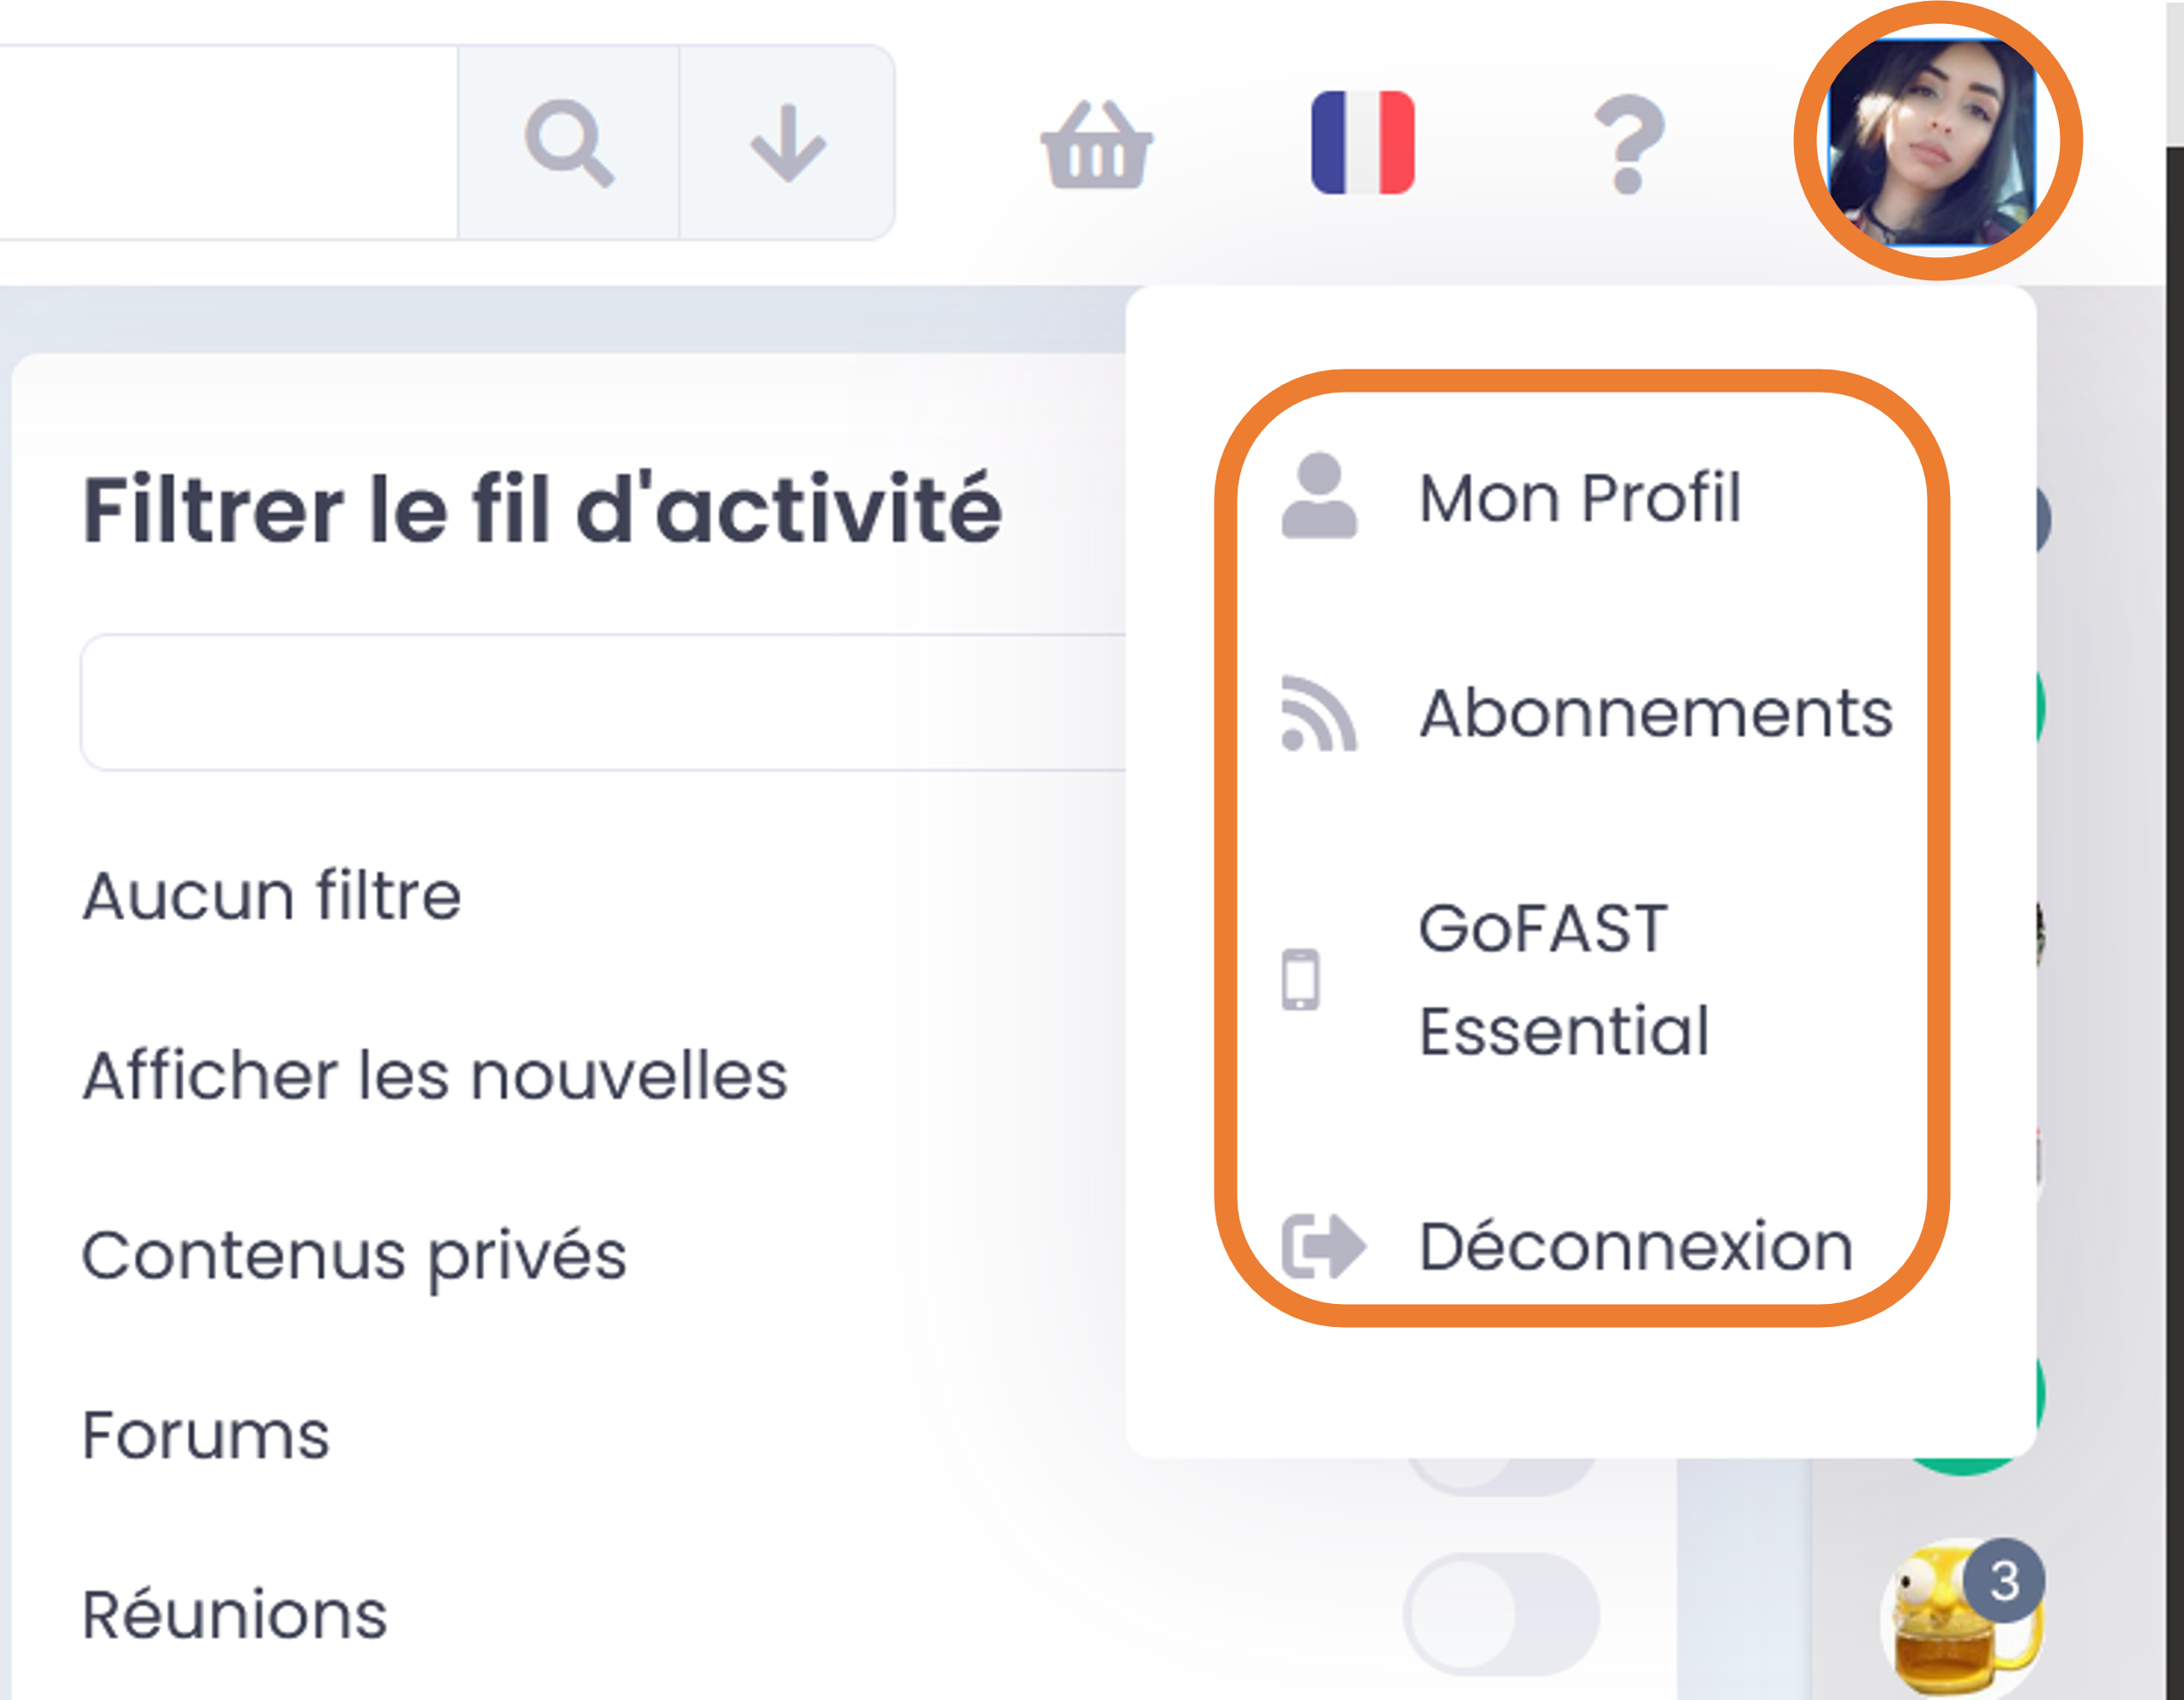 Filtrer le fil d'activité
Aucun filtre
Afficher les nouvelles
Contenus privés
Forums
Réunions
Mon Profil
Abonnements
GoFAST
Essential
Déconnexion
3